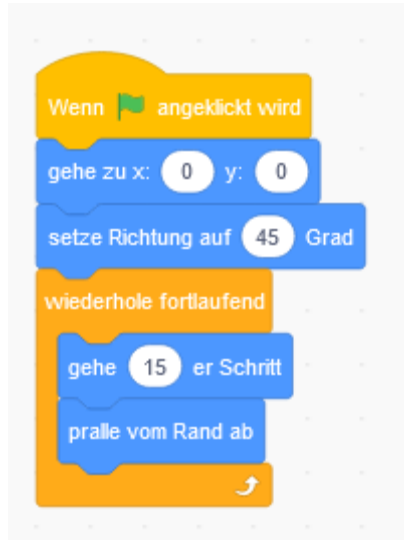 Wenn angeklickt wird
gehe zu x: 0 y: 0
setze Richtung auf 45 Grad
wiederhole fortlaufend
gehe 15 er Schritt
pralle vom Rand ab